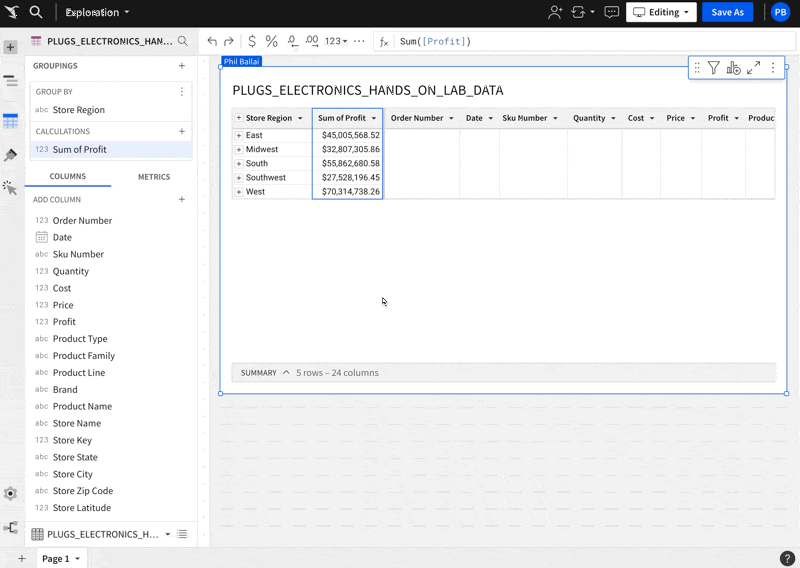 Exploration
Editing
Save As
PB
PLUGS_ELECTRONICS_HAN...
$ % .0 .00 123 ...
fx Sum([Profit])
GROUPINGS
GROUP BY
abc Store Region
CALCULATIONS
123 Sum of Profit
COLUMNS METRICS
ADD COLUMN
123 Order Number
Date
abc Sku Number
123 Quantity
123 Cost
123 Price
123 Profit
abc Product Type
abc Product Family
abc Product Line
abc Brand
abc Product Name
abc Store Name
123 Store Key
abc Store State
abc Store City
abc Store Zip Code
123 Store Latitude
PLUGS_ELECTRONICS_H...
Phil Ballai
PLUGS_ELECTRONICS_HANDS_ON_LAB_DATA
Store Region Sum of Profit Order Number Date Sku Number Quantity Cost Price Profit Produc
East $45,005,568.52
Midwest $32,807,305.86
South $55,862,680.58
Southwest $27,528,196.45
West $70,314,738.26
SUMMARY 5 rows – 24 columns
Page 1
?